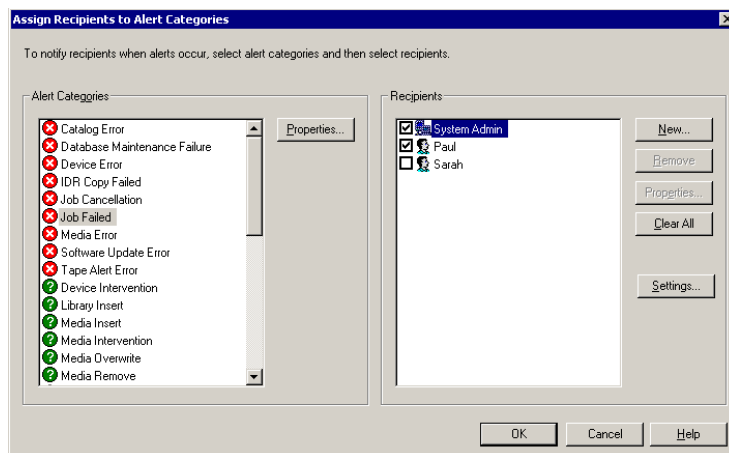 Assign Recipients to Alert Categories
To notify recipients when alerts occur, select alert categories and then select recipients.
Alert Categories
Catalog Error
Database Maintenance Failure
Device Error
IDR Copy Failed
Job Cancellation
Job Failed
Media Error
Software Update Error
Tape Alert Error
Device Intervention
Library Insert
Media Insert
Media Intervention
Media Overwrite
Media Remove
Properties...
Recipients
System Admin
Paul
Sarah
New...
Remove
Properties...
Clear All
Settings...
OK
Cancel
Help